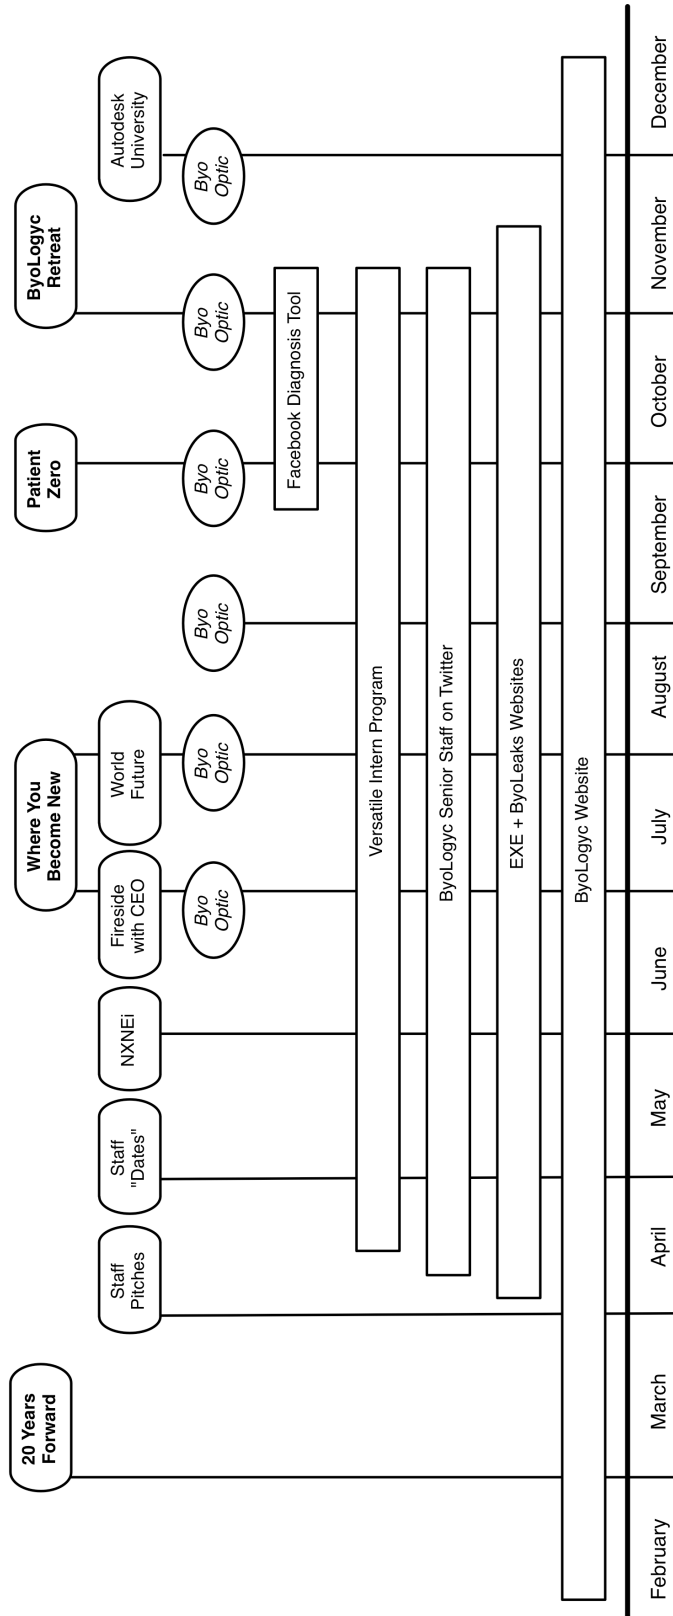 20 Years
Forward
Where You
Become New
Patient
Zero
ByoLogyc
Retreat
Staff
Pitches
Staff
"Dates"
NXNEi
Fireside
with CEO
World
Future
Autodesk
University
Byo
Optic
Byo
Optic
Byo
Optic
Byo
Optic
Byo
Optic
Byo
Optic
Facebook Diagnosis Tool
Versatile Intern Program
ByoLogyc Senior Staff on Twitter
EXE + ByoLeaks Websites
ByoLogyc Website
February
March
April
May
June
July
August
September
October
November
December